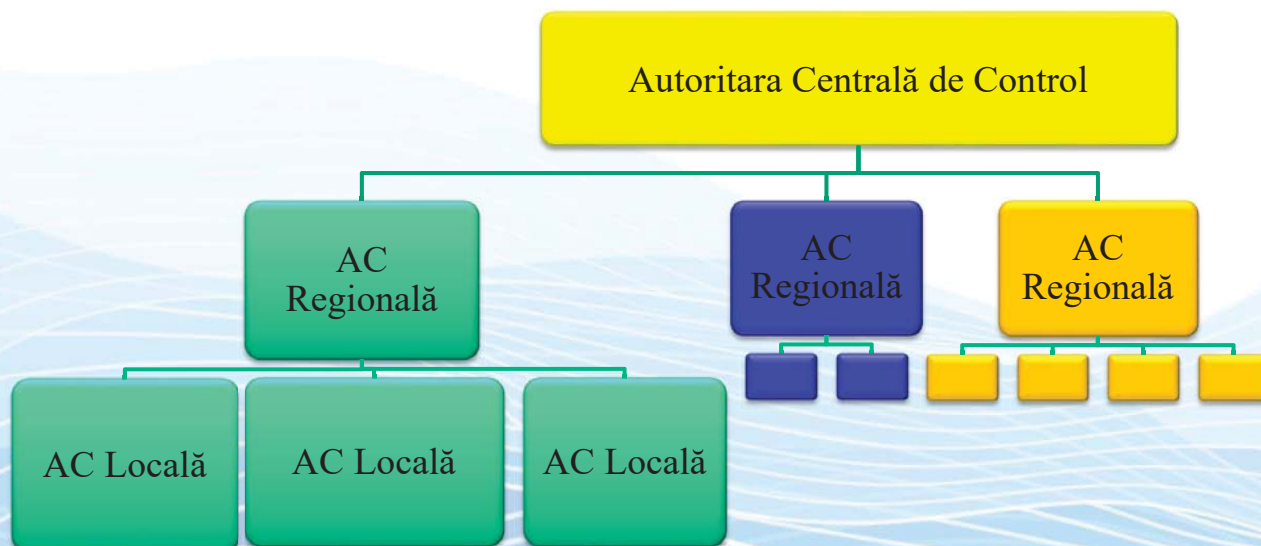 Autoritara Centrală de Control
AC
Regională
AC
Regională
AC
Regională
AC Locală
AC Locală
AC Locală